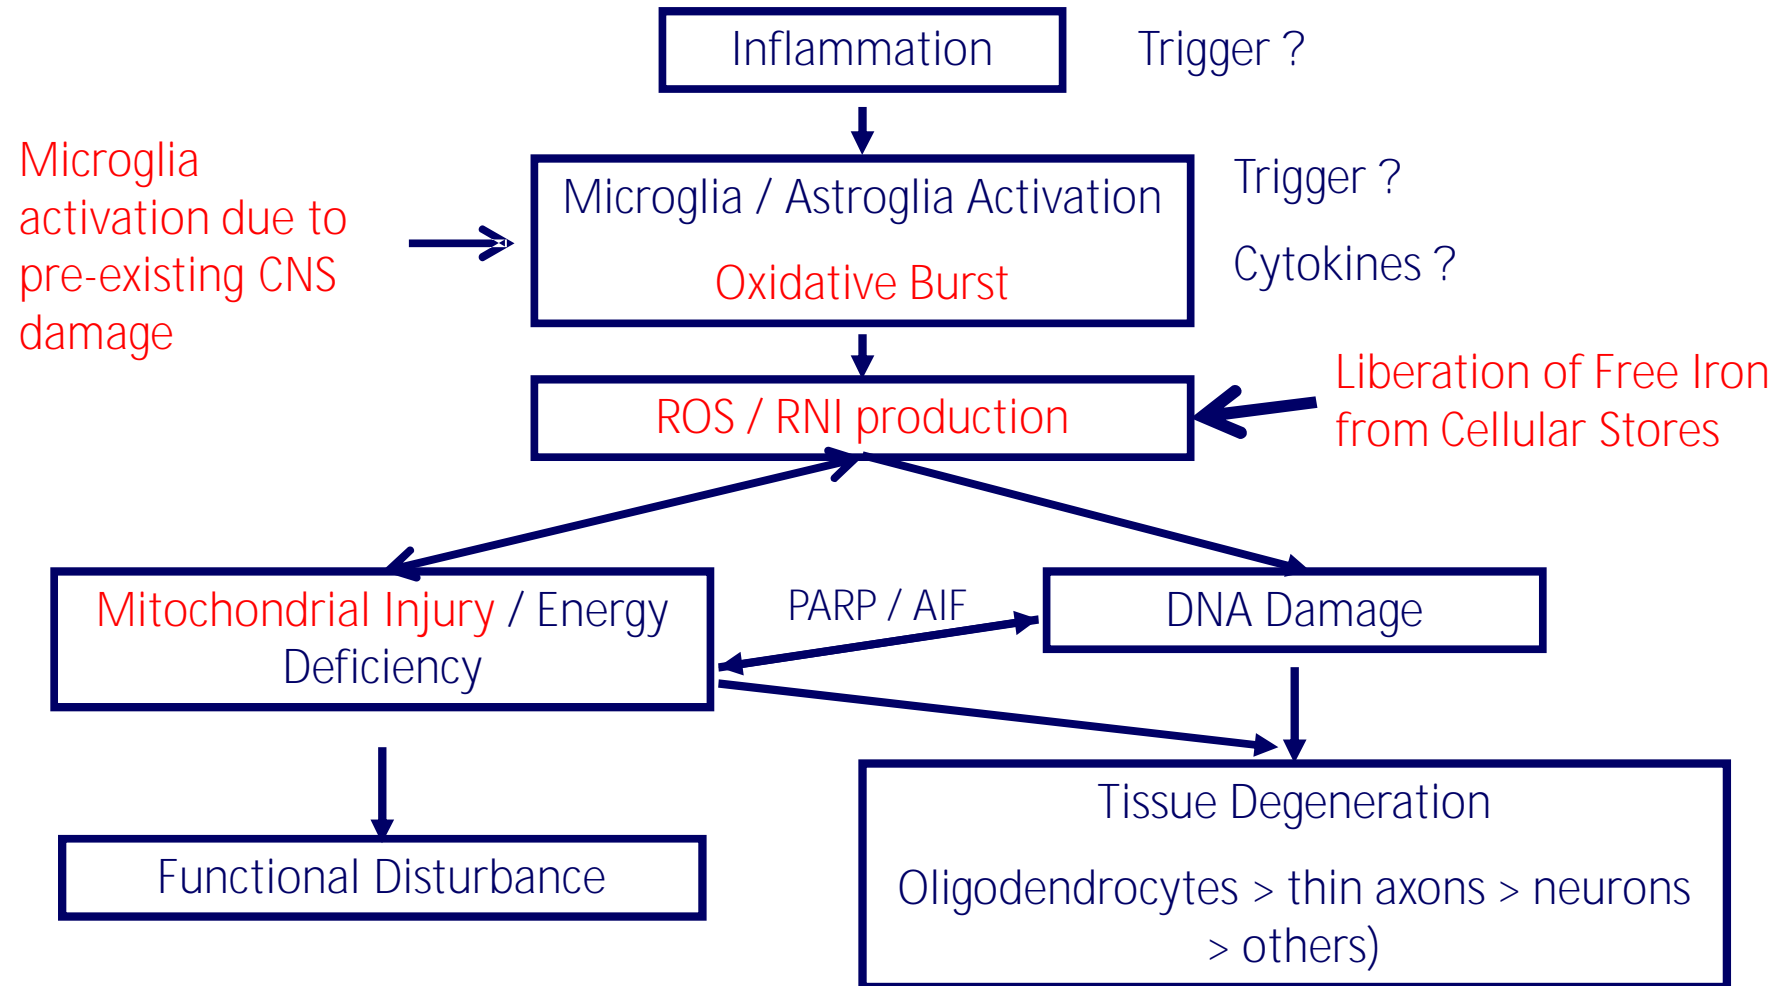 Inflammation
Trigger ?
Microglia
activation due to
pre-existing CNS
damage
Microglia / Astroglia Activation
Oxidative Burst
Trigger ?
Cytokines ?
ROS / RNI production
Liberation of Free Iron
from Cellular Stores
Mitochondrial Injury / Energy
Deficiency
PARP / AIF
DNA Damage
Functional Disturbance
Tissue Degeneration
Oligodendrocytes > thin axons > neurons
> others)